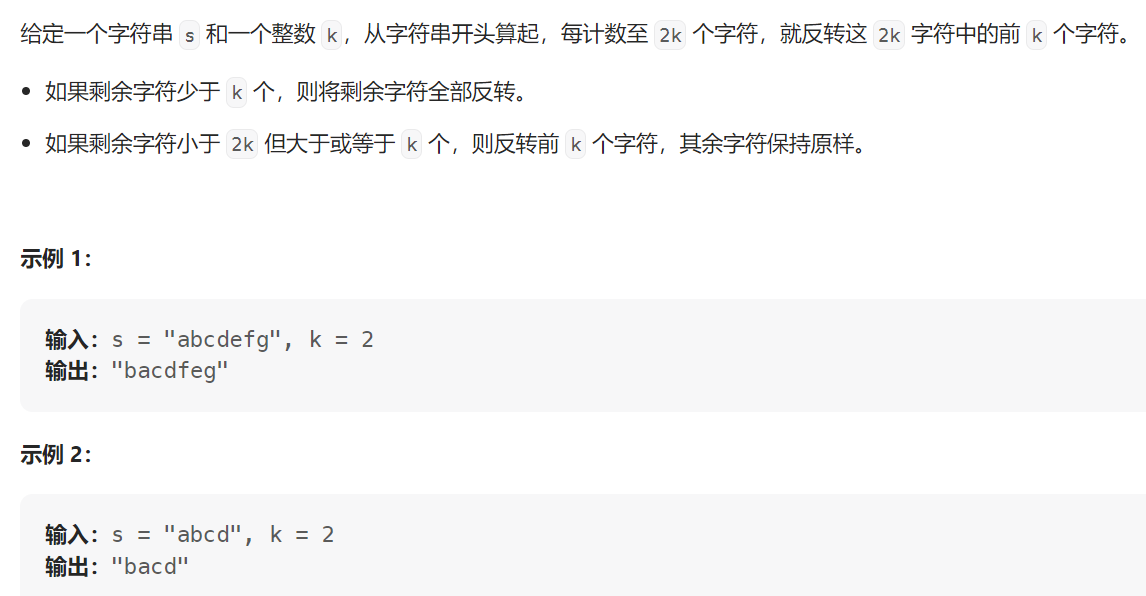 给定一个字符串 s 和一个整数 k，从字符串开头算起，每计数至 2k 个字符，就反转这 2k 字符中的前 k 个字符。
• 如果剩余字符少于 k 个，则将剩余字符全部反转。
• 如果剩余字符小于 2k 但大于或等于 k 个，则反转前 k 个字符，其余字符保持原样。
示例 1：
输入：s = "abcdefg", k = 2
输出："bacdfeg"
示例 2：
输入：s = "abcd", k = 2
输出："bacd"